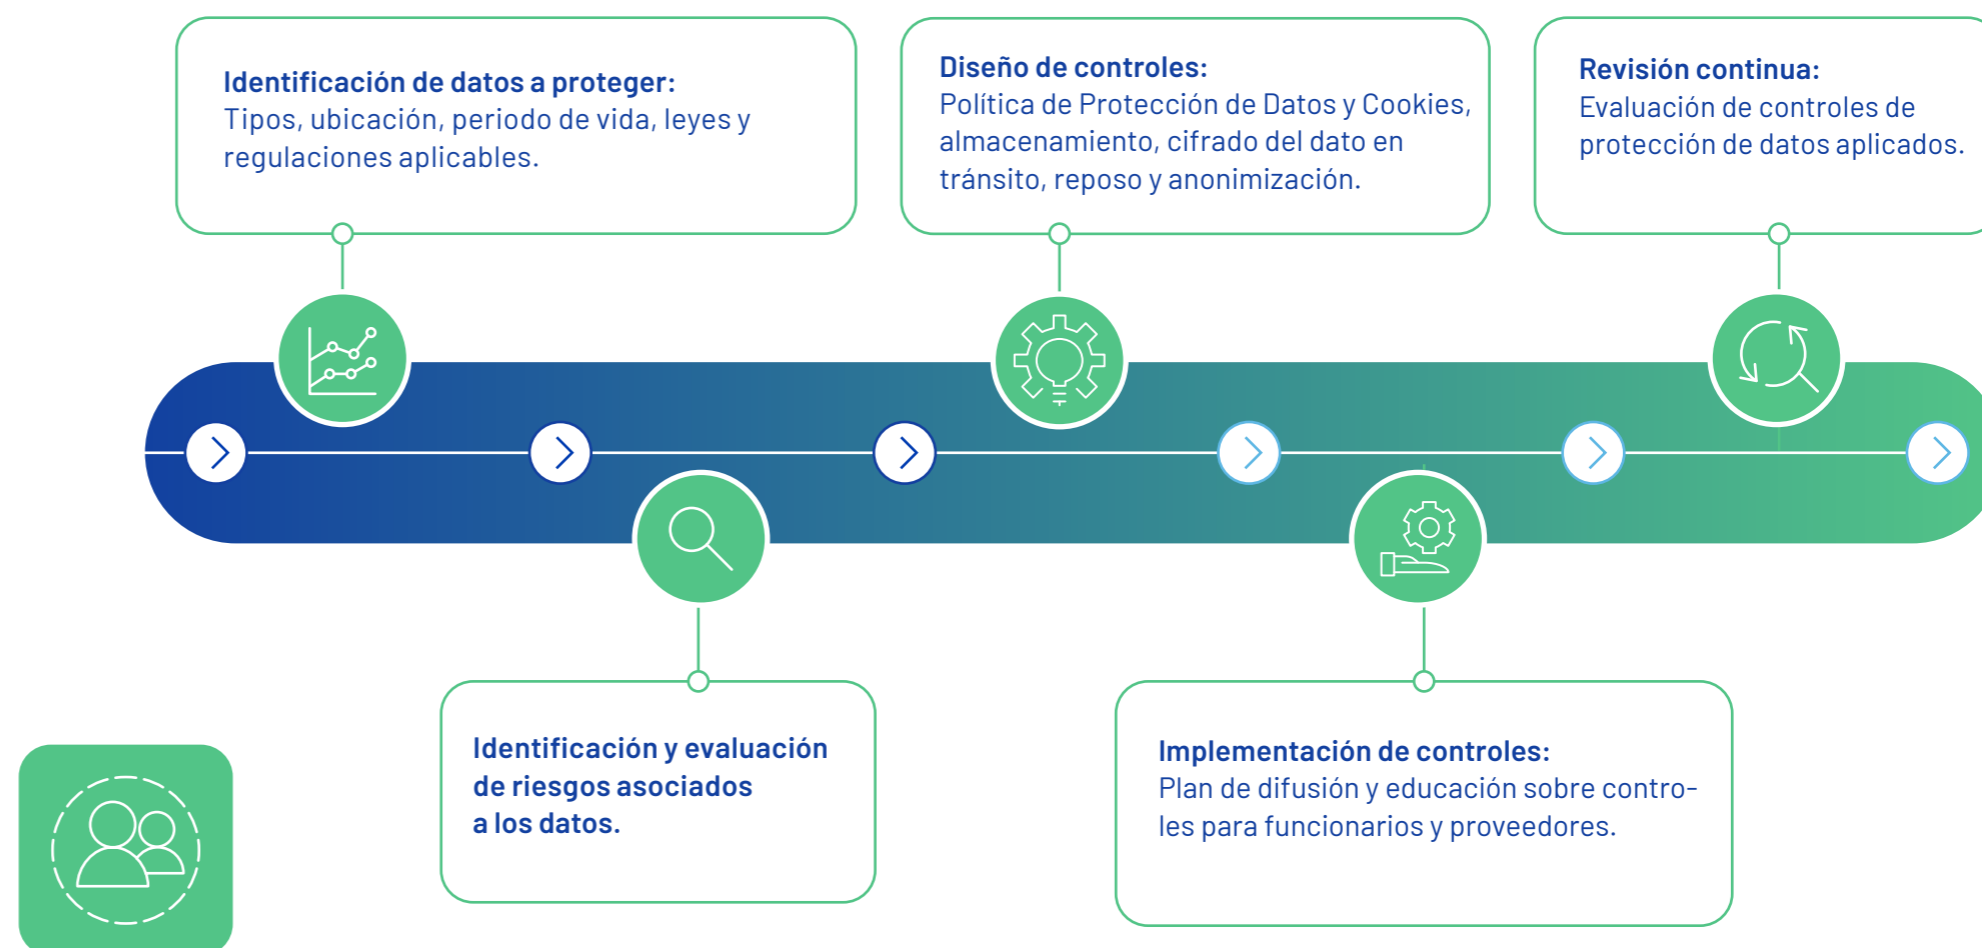 Identificación de datos a proteger:
Tipos, ubicación, periodo de vida, leyes y
regulaciones aplicables.
Identificación y evaluación
de riesgos asociados
a los datos.
Diseño de controles:
Política de Protección de Datos y Cookies,
almacenamiento, cifrado del dato en
tránsito, reposo y anonimización.
Implementación de controles:
Plan de difusión y educación sobre contro-
les para funcionarios y proveedores.
Revisión continua:
Evaluación de controles de
protección de datos aplicados.